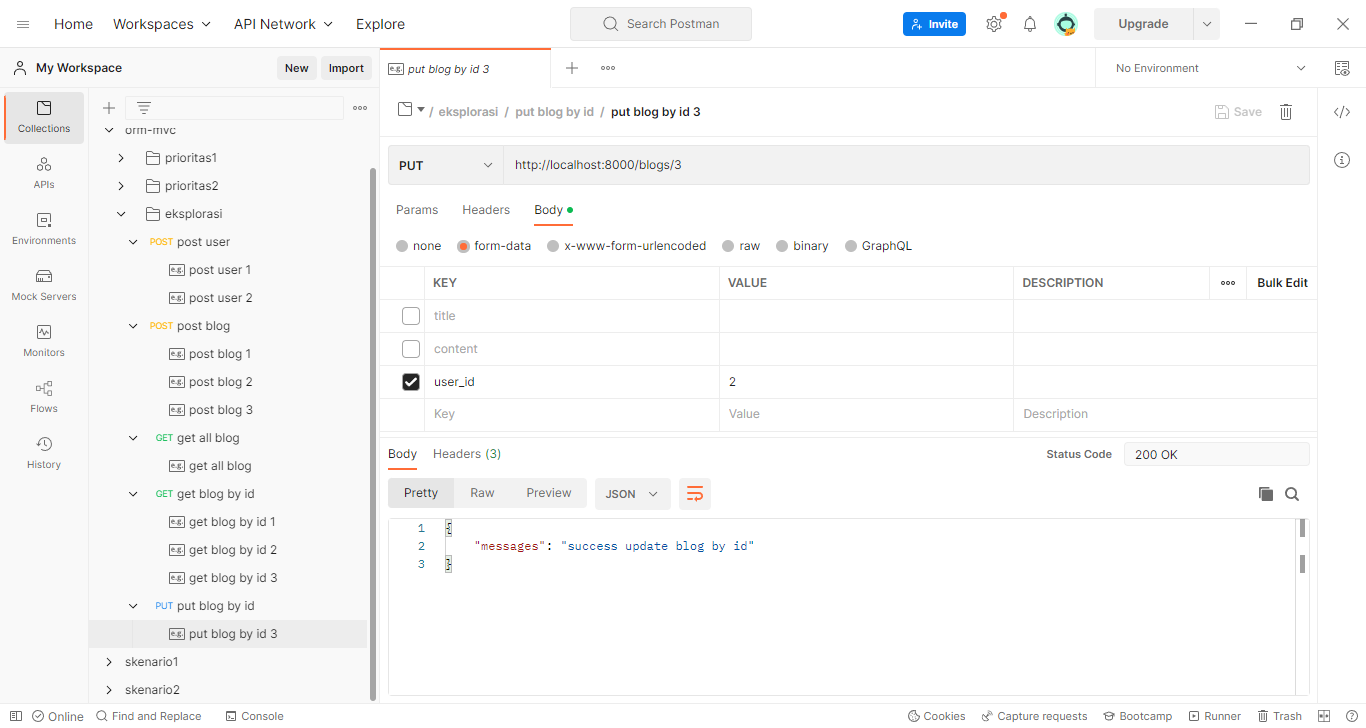 Home Workspaces API Network Explore Search Postman Invite Upgrade
My Workspace New Import put blog by id 3 No Environment
Collections
APIs
Environments
Mock Servers
Monitors
Flows
History
orm-mvc
prioritas1
prioritas2
eksplorasi
POST post user
e.g. post user 1
e.g. post user 2
POST post blog
e.g. post blog 1
e.g. post blog 2
e.g. post blog 3
GET get all blog
e.g. get all blog
GET get blog by id
e.g. get blog by id 1
e.g. get blog by id 2
e.g. get blog by id 3
PUT put blog by id
e.g. put blog by id 3
skenario1
skenario2
/ eksplorasi / put blog by id / put blog by id 3 Save
PUT http://localhost:8000/blogs/3
Params Headers Body
none form-data x-www-form-urlencoded raw binary GraphQL
KEY VALUE DESCRIPTION Bulk Edit
title
content
user_id 2
Key Value Description
Body Headers (3) Status Code 200 OK
Pretty Raw Preview JSON
1 {
2 "messages": "success update blog by id"
3 }
Online Find and Replace Console Cookies Capture requests Bootcamp Runner Trash